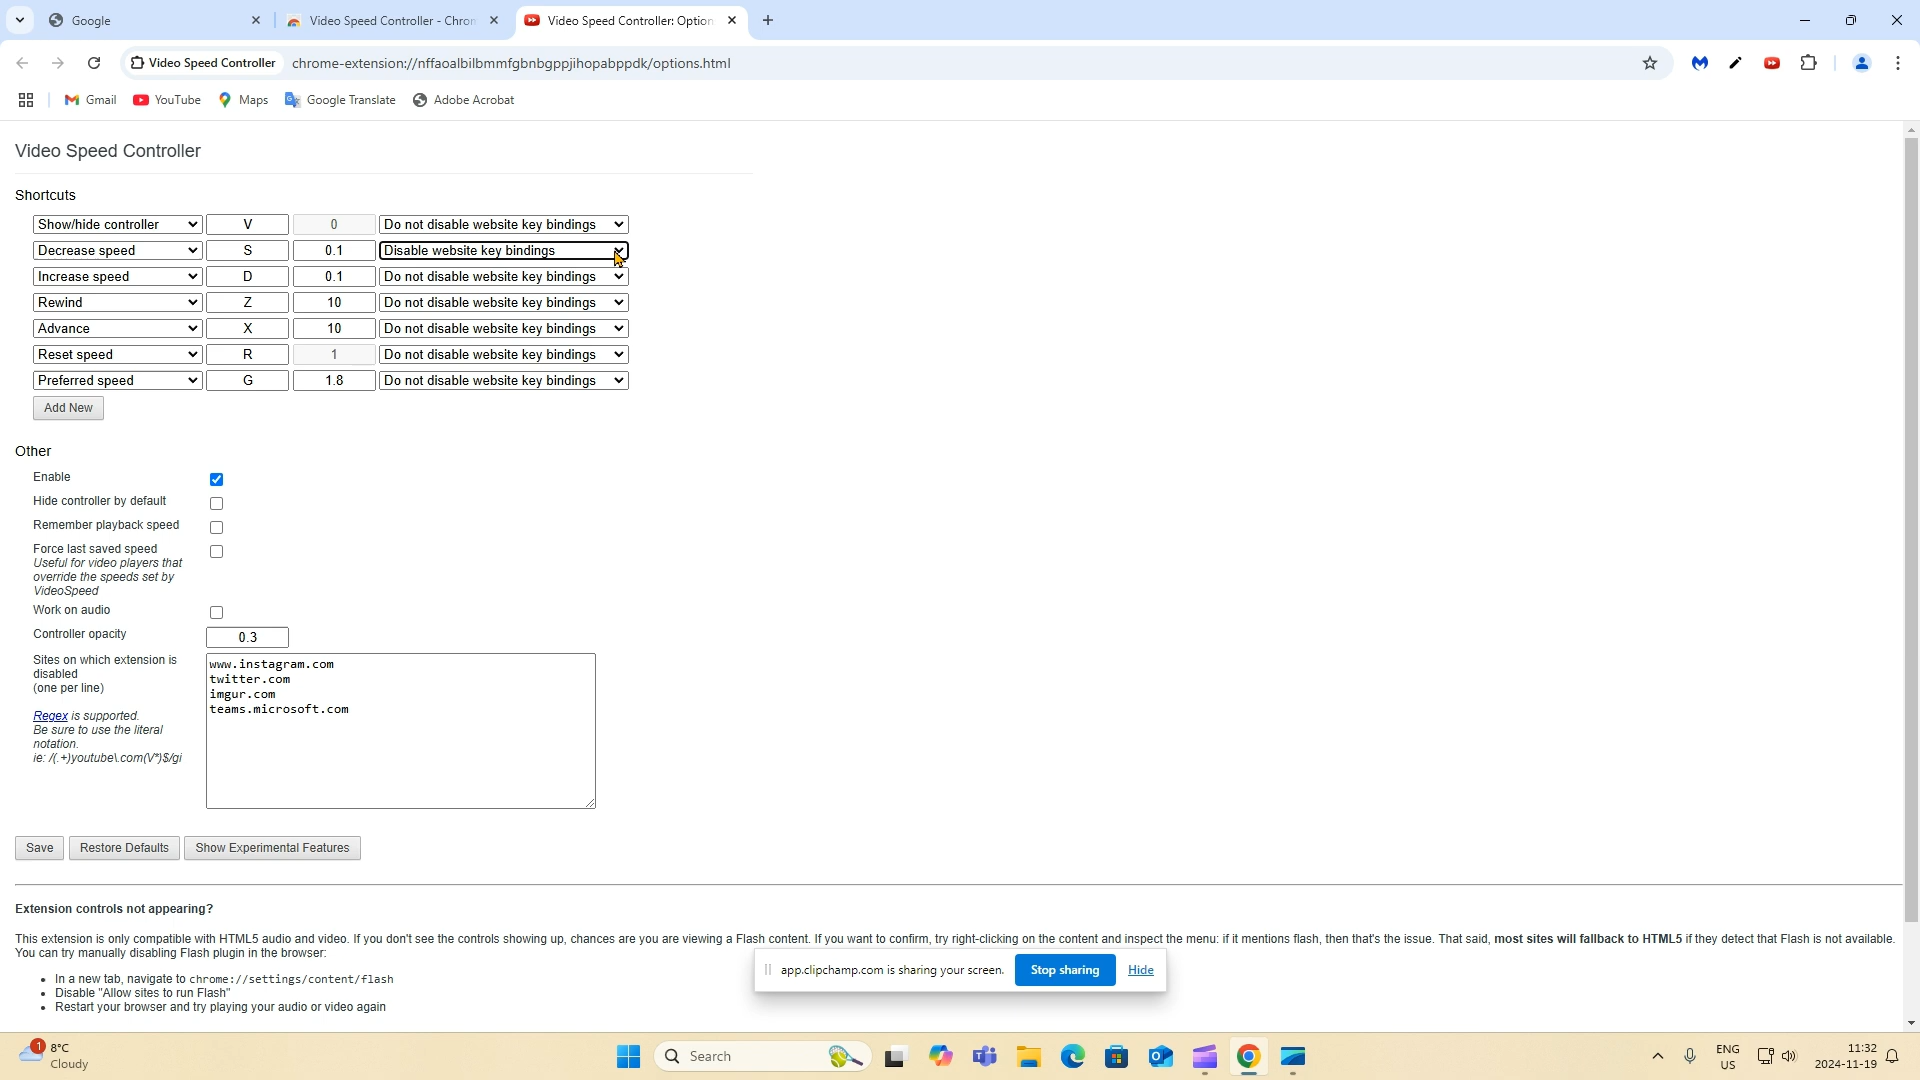 Google
Video Speed Controller - Chrom
Video Speed Controller: Option
Video Speed Controller
chrome-extension://nffaoalbilbmmfgbnbgppjihopabppdk/options.html
Gmail YouTube Maps Google Translate Adobe Acrobat
Video Speed Controller
Shortcuts
Show/hide controller V 0 Do not disable website key bindings
Decrease speed S 0.1 Disable website key bindings
Increase speed D 0.1 Do not disable website key bindings
Rewind Z 10 Do not disable website key bindings
Advance X 10 Do not disable website key bindings
Reset speed R 1 Do not disable website key bindings
Preferred speed G 1.8 Do not disable website key bindings
Add New
Other
Enable
Hide controller by default
Remember playback speed
Force last saved speed
Useful for video players that
override the speeds set by
VideoSpeed
Work on audio
Controller opacity 0.3
Sites on which extension is
disabled
(one per line)
Regex is supported.
Be sure to use the literal
notation.
ie: /(.+)youtube\.com(\/*)$/gi
www.instagram.com
twitter.com
imgur.com
teams.microsoft.com
Save Restore Defaults Show Experimental Features
Extension controls not appearing?
This extension is only compatible with HTML5 audio and video. If you don't see the controls showing up, chances are you are viewing a Flash content. If you want to confirm, try right-clicking on the content and inspect the menu: if it mentions flash, then that's the issue. That said, most sites will fallback to HTML5 if they detect that Flash is not available.
You can try manually disabling Flash plugin in the browser:
In a new tab, navigate to chrome://settings/content/flash
Disable "Allow sites to run Flash"
Restart your browser and try playing your audio or video again
app.clipchamp.com is sharing your screen. Stop sharing Hide
1
8°C
Cloudy
Search
ENG
US
11:32
2024-11-19